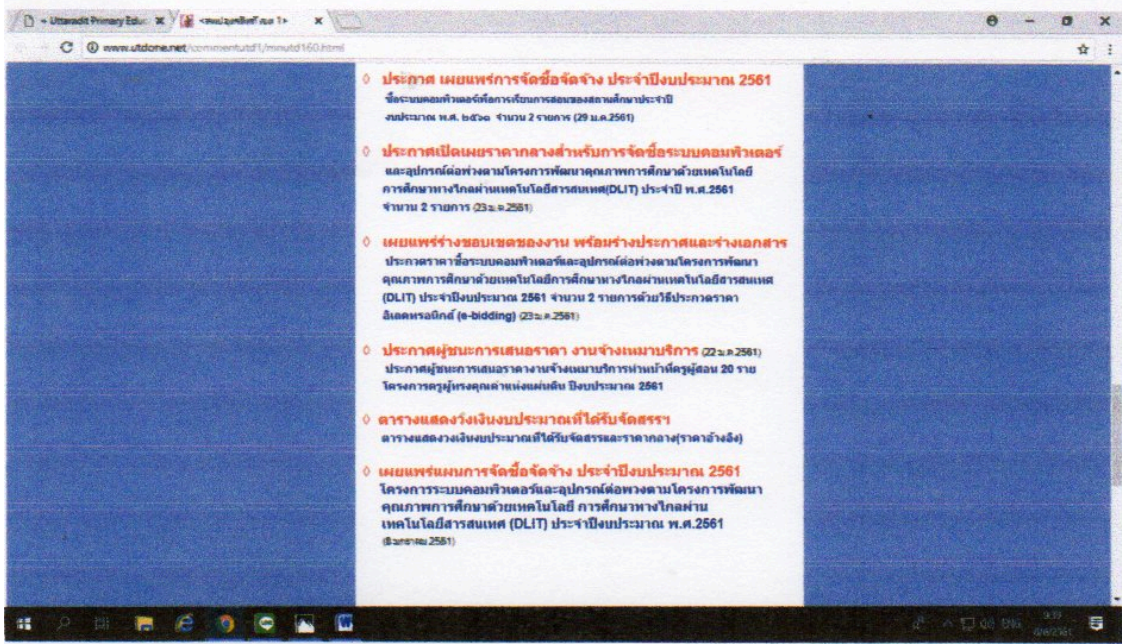 + Uttaradit Primary Educ
<สพป.อุตรดิตถ์ เขต 1>
www.utdone.net/commentutd1/mnutd160.html
◊ ประกาศ เผยแพร่การจัดซื้อจัดจ้าง ประจำปีงบประมาณ 2561
ซื้อระบบคอมพิวเตอร์เพื่อการเรียนการสอนของสถานศึกษาประจำปี
งบประมาณ พ.ศ. ๒๕๖๑ จำนวน 2 รายการ (29 ม.ค.2561)
◊ ประกาศเปิดเผยราคากลางสำหรับการจัดซื้อระบบคอมพิวเตอร์
และอุปกรณ์ต่อพ่วงตามโครงการพัฒนาคุณภาพการศึกษาด้วยเทคโนโลยี
การศึกษาทางไกลผ่านเทคโนโลยีสารสนเทศ(DLIT) ประจำปี พ.ศ.2561
จำนวน 2 รายการ (23 ม.ค.2561)
◊ เผยแพร่ร่างขอบเขตของงาน พร้อมร่างประกาศและร่างเอกสาร
ประกวดราคาซื้อระบบคอมพิวเตอร์และอุปกรณ์ต่อพ่วงตามโครงการพัฒนา
คุณภาพการศึกษาด้วยเทคโนโลยีการศึกษาทางไกลผ่านเทคโนโลยีสารสนเทศ
(DLIT) ประจำปีงบประมาณ 2561 จำนวน 2 รายการด้วยวิธีประกวดราคา
อิเลคทรอนิกส์ (e-bidding) (23 ม.ค.2561)
◊ ประกาศผู้ชนะการเสนอราคา งานจ้างเหมาบริการ (22 ม.ค.2561)
ประกาศผู้ชนะการเสนอราคางานจ้างเหมาบริการทำหน้าที่ครูผู้สอน 20 ราย
โครงการครูผู้ทรงคุณค่าแห่งแผ่นดิน ปีงบประมาณ 2561
◊ ตารางแสดงวงเงินงบประมาณที่ได้รับจัดสรรฯ
ตารางแสดงวงเงินงบประมาณที่ได้รับจัดสรรและราคากลาง(ราคาอ้างอิง)
◊ เผยแพร่แผนการจัดซื้อจัดจ้าง ประจำปีงบประมาณ 2561
โครงการระบบคอมพิวเตอร์และอุปกรณ์ต่อพวงตามโครงการพัฒนา
คุณภาพการศึกษาด้วยเทคโนโลยี การศึกษาทางไกลผ่าน
เทคโนโลยีสารสนเทศ (DLIT) ประจำปีงบประมาณ พ.ศ.2561
(8 มกราคม 2561)
ENG